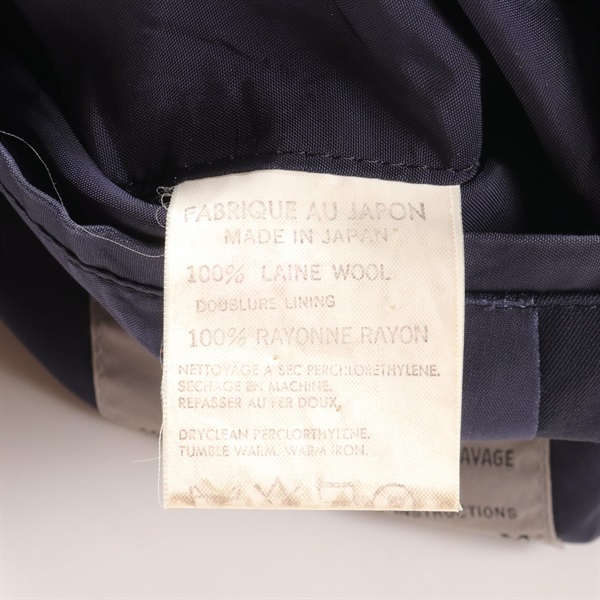 FABRIQUE AU JAPON
MADE IN JAPAN
100% LAINE WOOL
DOUBLURE LINING
100% RAYONNE RAYON
NETTOYAGE A SEC PERCHLORETHYLENE.
SECHAGE EN MACHINE.
REPASSER AU FER DOUX,
DRYCLEAN PERCLORTHYLENE.
TUMBLE WARM. WARM IRON.
AVAGE
INSTRUCTIONS